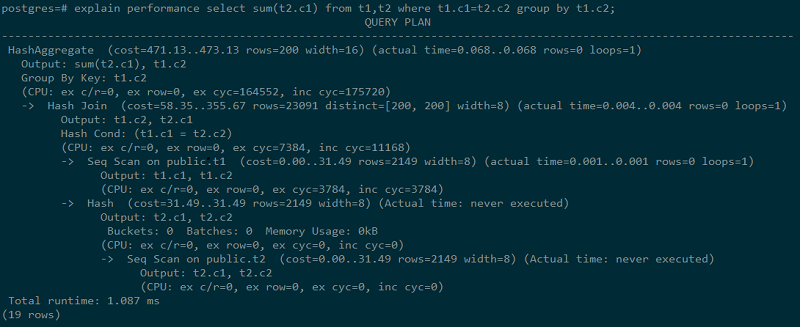 postgres=# explain performance select sum(t2.c1) from t1,t2 where t1.c1=t2.c2 group by t1.c2;
QUERY PLAN
----------------------------------------------------------------------------------------------------------------------
HashAggregate (cost=471.13..473.13 rows=200 width=16) (actual time=0.068..0.068 rows=0 loops=1)
Output: sum(t2.c1), t1.c2
Group By Key: t1.c2
(CPU: ex c/r=0, ex row=0, ex cyc=164552, inc cyc=175720)
-> Hash Join (cost=58.35..355.67 rows=23091 distinct=[200, 200] width=8) (actual time=0.004..0.004 rows=0 loops=1)
Output: t1.c2, t2.c1
Hash Cond: (t1.c1 = t2.c2)
(CPU: ex c/r=0, ex row=0, ex cyc=7384, inc cyc=11168)
-> Seq Scan on public.t1 (cost=0.00..31.49 rows=2149 width=8) (actual time=0.001..0.001 rows=0 loops=1)
Output: t1.c1, t1.c2
(CPU: ex c/r=0, ex row=0, ex cyc=3784, inc cyc=3784)
-> Hash (cost=31.49..31.49 rows=2149 width=8) (Actual time: never executed)
Output: t2.c1, t2.c2
Buckets: 0 Batches: 0 Memory Usage: 0kB
(CPU: ex c/r=0, ex row=0, ex cyc=0, inc cyc=0)
-> Seq Scan on public.t2 (cost=0.00..31.49 rows=2149 width=8) (Actual time: never executed)
Output: t2.c1, t2.c2
(CPU: ex c/r=0, ex row=0, ex cyc=0, inc cyc=0)
Total runtime: 1.087 ms
(19 rows)